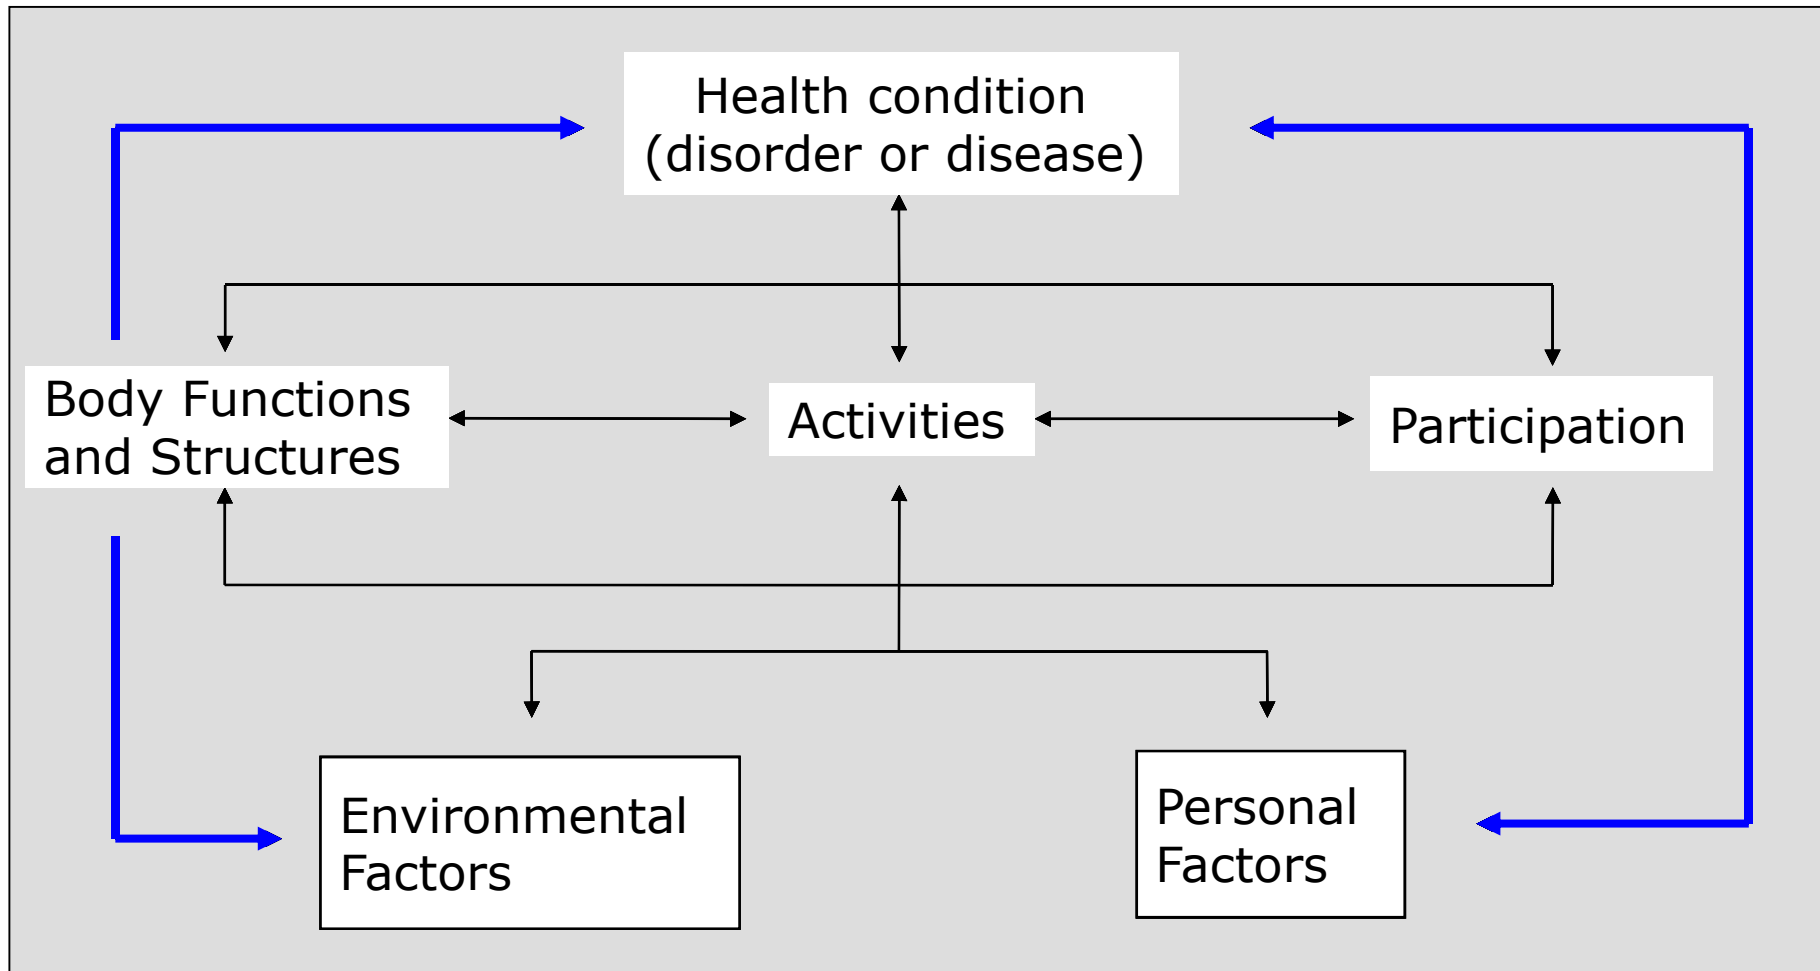 Health condition
(disorder or disease)
Body Functions
and Structures
Activities
Participation
Environmental
Factors
Personal
Factors